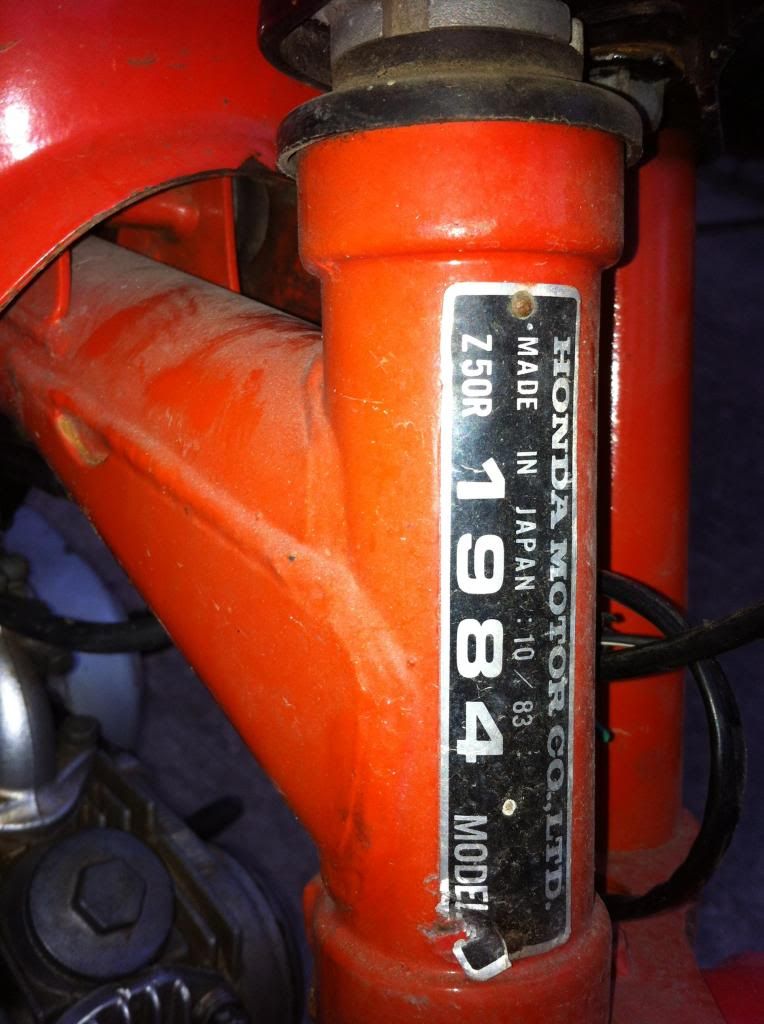 HONDA MOTOR CO.,LTD.
MADE IN JAPAN :10/83
Z50R 1984 MODEL